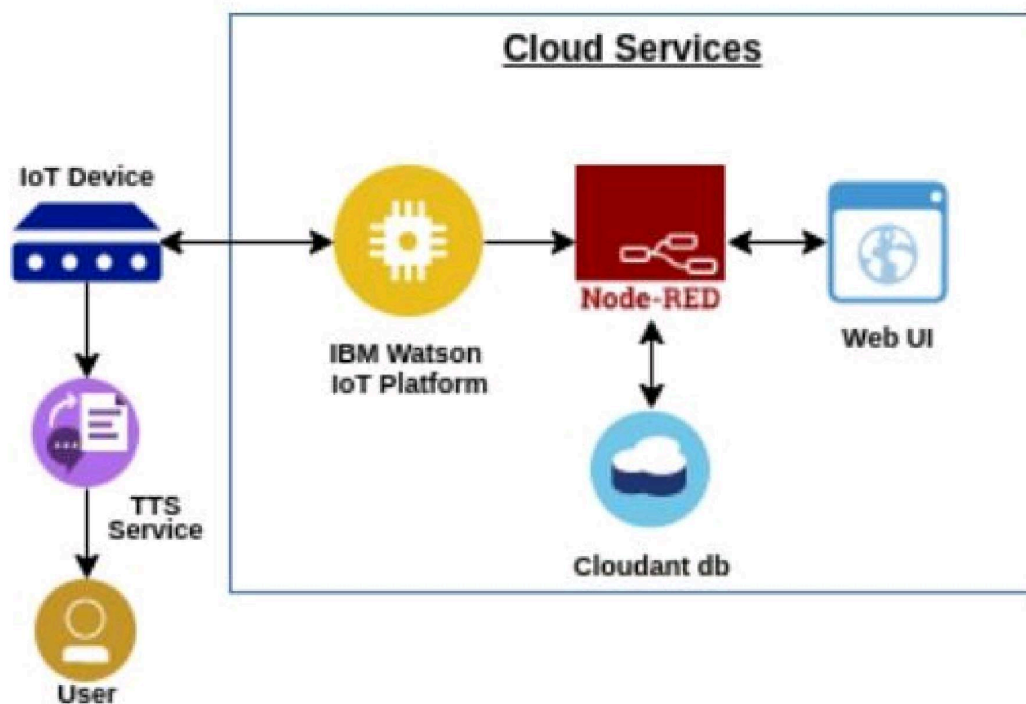 Cloud Services
IoT Device
IBM Watson
IoT Platform
Node-RED
Web UI
TTS
Service
Cloudant db
User